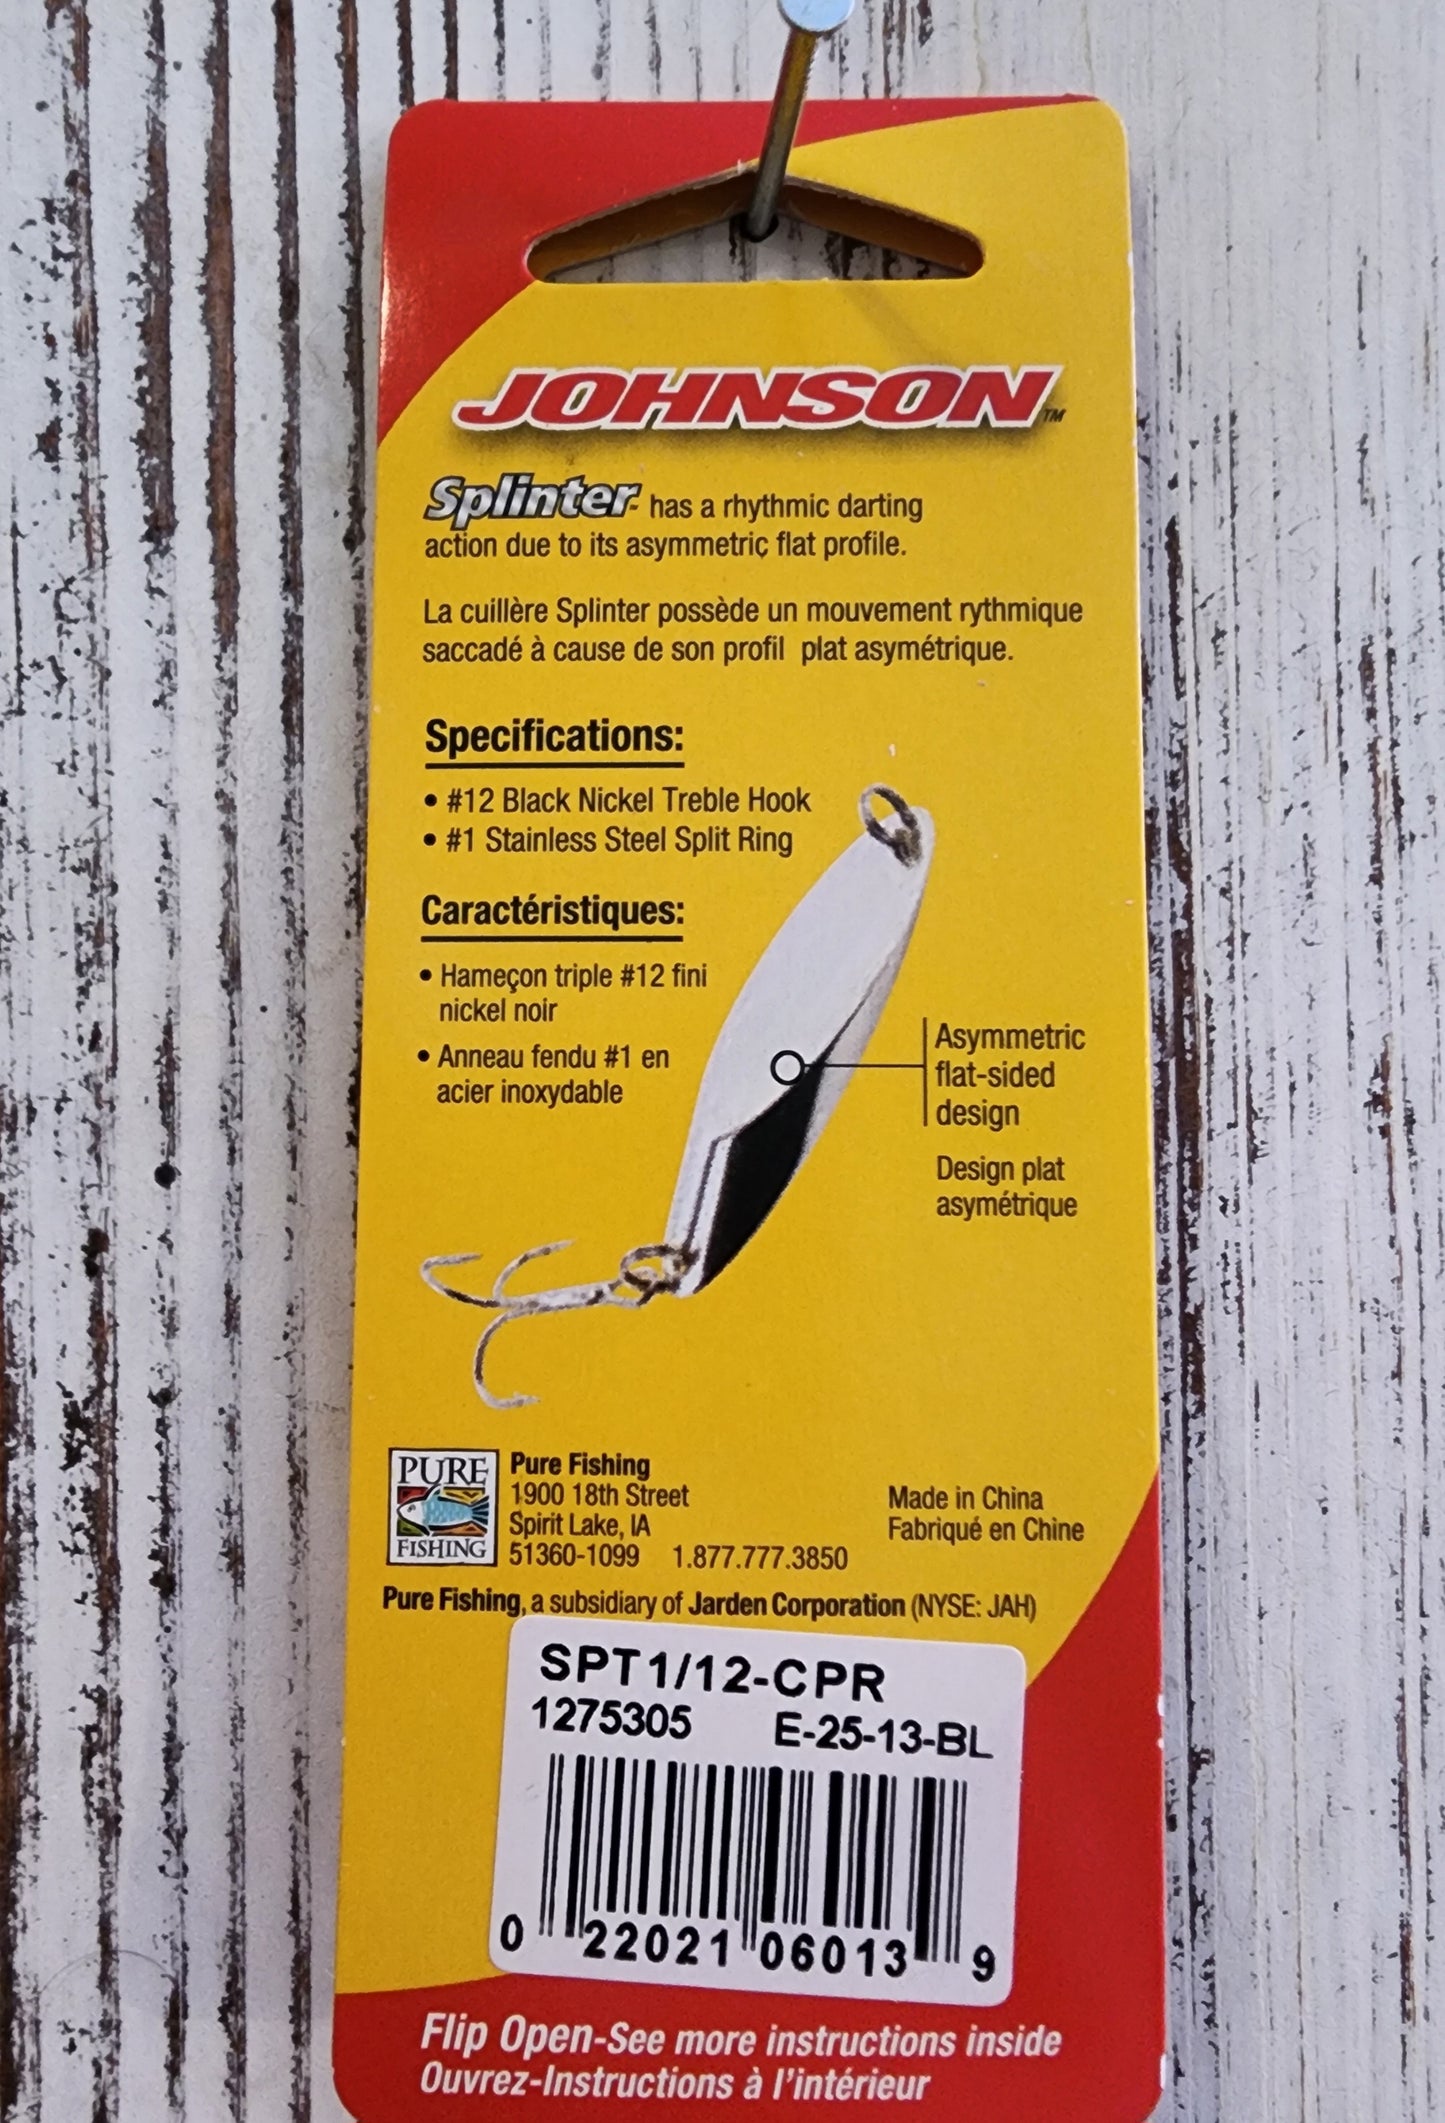 JOHNSON™
Splinter™ has a rhythmic darting
action due to its asymmetric flat profile.
La cuillère Splinter possède un mouvement rythmique
saccadé à cause de son profil plat asymétrique.
Specifications:
• #12 Black Nickel Treble Hook
• #1 Stainless Steel Split Ring
Caractéristiques:
• Hameçon triple #12 fini
nickel noir
• Anneau fendu #1 en
acier inoxydable
Asymmetric
flat-sided
design
Design plat
asymétrique
PURE
FISHING
Pure Fishing
1900 18th Street
Spirit Lake, IA
51360-1099 1.877.777.3850
Made in China
Fabriqué en Chine
Pure Fishing, a subsidiary of Jarden Corporation (NYSE: JAH)
SPT1/12-CPR
1275305 E-25-13-BL
0 22021 06013 9
Flip Open-See more instructions inside
Ouvrez-Instructions à l'intérieur